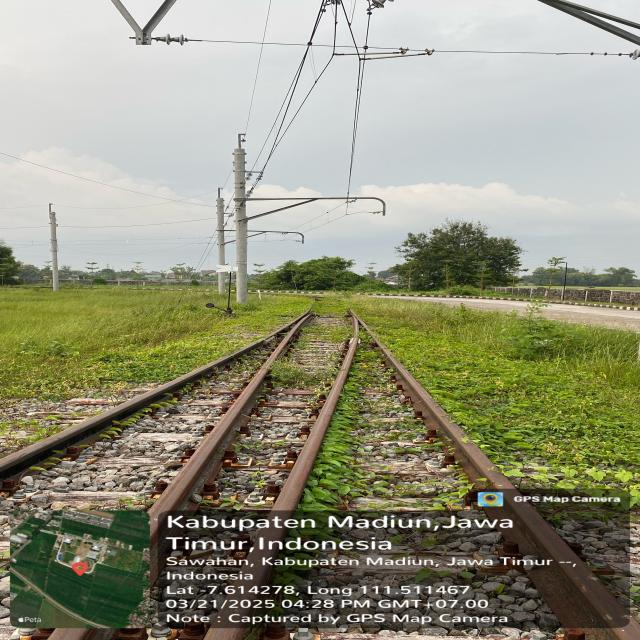 GPS Map Camera
Kabupaten Madiun,Jawa
Timur,Indonesia
Sawahan, Kabupaten Madiun, Jawa Timur --,
Indonesia
Lat -7.614278, Long 111.511467
03/21/2025 04:28 PM GMT+07.00
Note : Captured by GPS Map Camera
Peta